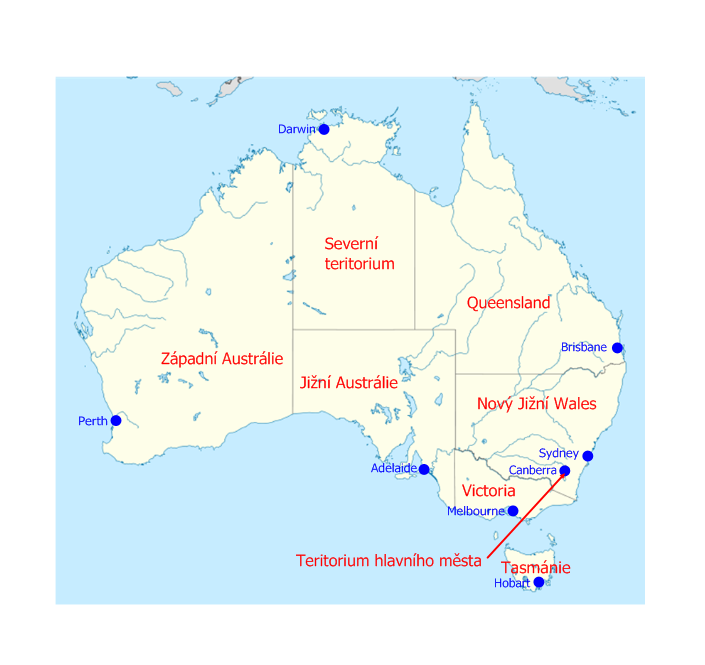 Darwin
Severní
teritorium
Queensland
Brisbane
Západní Austrálie
Jižní Austrálie
Nový Jižní Wales
Perth
Sydney
Adelaide
Canberra
Victoria
Melbourne
Teritorium hlavního města
Tasmánie
Hobart